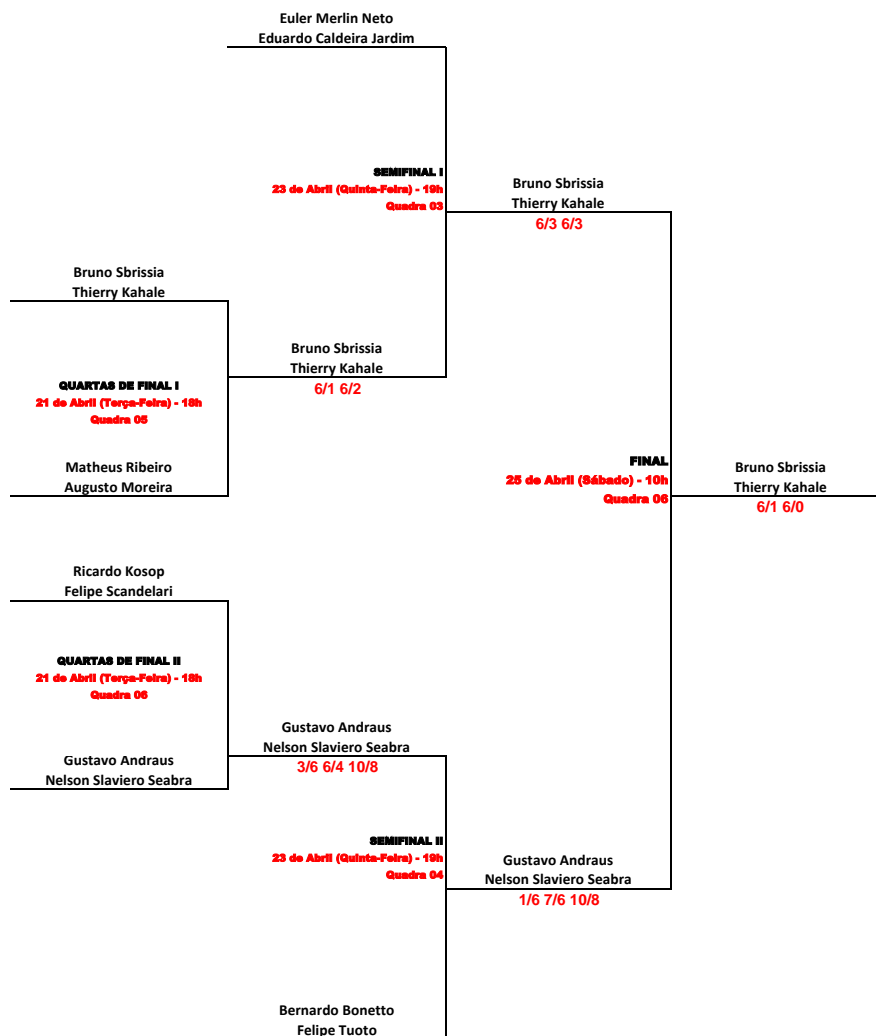 Euler Merlin Neto
Eduardo Caldeira Jardim
SEMIFINAL I
23 de Abril (Quinta-Feira) - 19h
Quadra 03
Bruno Sbrissia
Thierry Kahale
6/3 6/3
Bruno Sbrissia
Thierry Kahale
QUARTAS DE FINAL I
21 de Abril (Terça-Feira) - 18h
Quadra 05
Bruno Sbrissia
Thierry Kahale
6/1 6/2
Matheus Ribeiro
Augusto Moreira
FINAL
25 de Abril (Sábado) - 10h
Quadra 06
Bruno Sbrissia
Thierry Kahale
6/1 6/0
Ricardo Kosop
Felipe Scandelari
QUARTAS DE FINAL II
21 de Abril (Terça-Feira) - 18h
Quadra 06
Gustavo Andraus
Nelson Slaviero Seabra
3/6 6/4 10/8
Gustavo Andraus
Nelson Slaviero Seabra
SEMIFINAL II
23 de Abril (Quinta-Feira) - 19h
Quadra 04
Gustavo Andraus
Nelson Slaviero Seabra
1/6 7/6 10/8
Bernardo Bonetto
Felipe Tuoto